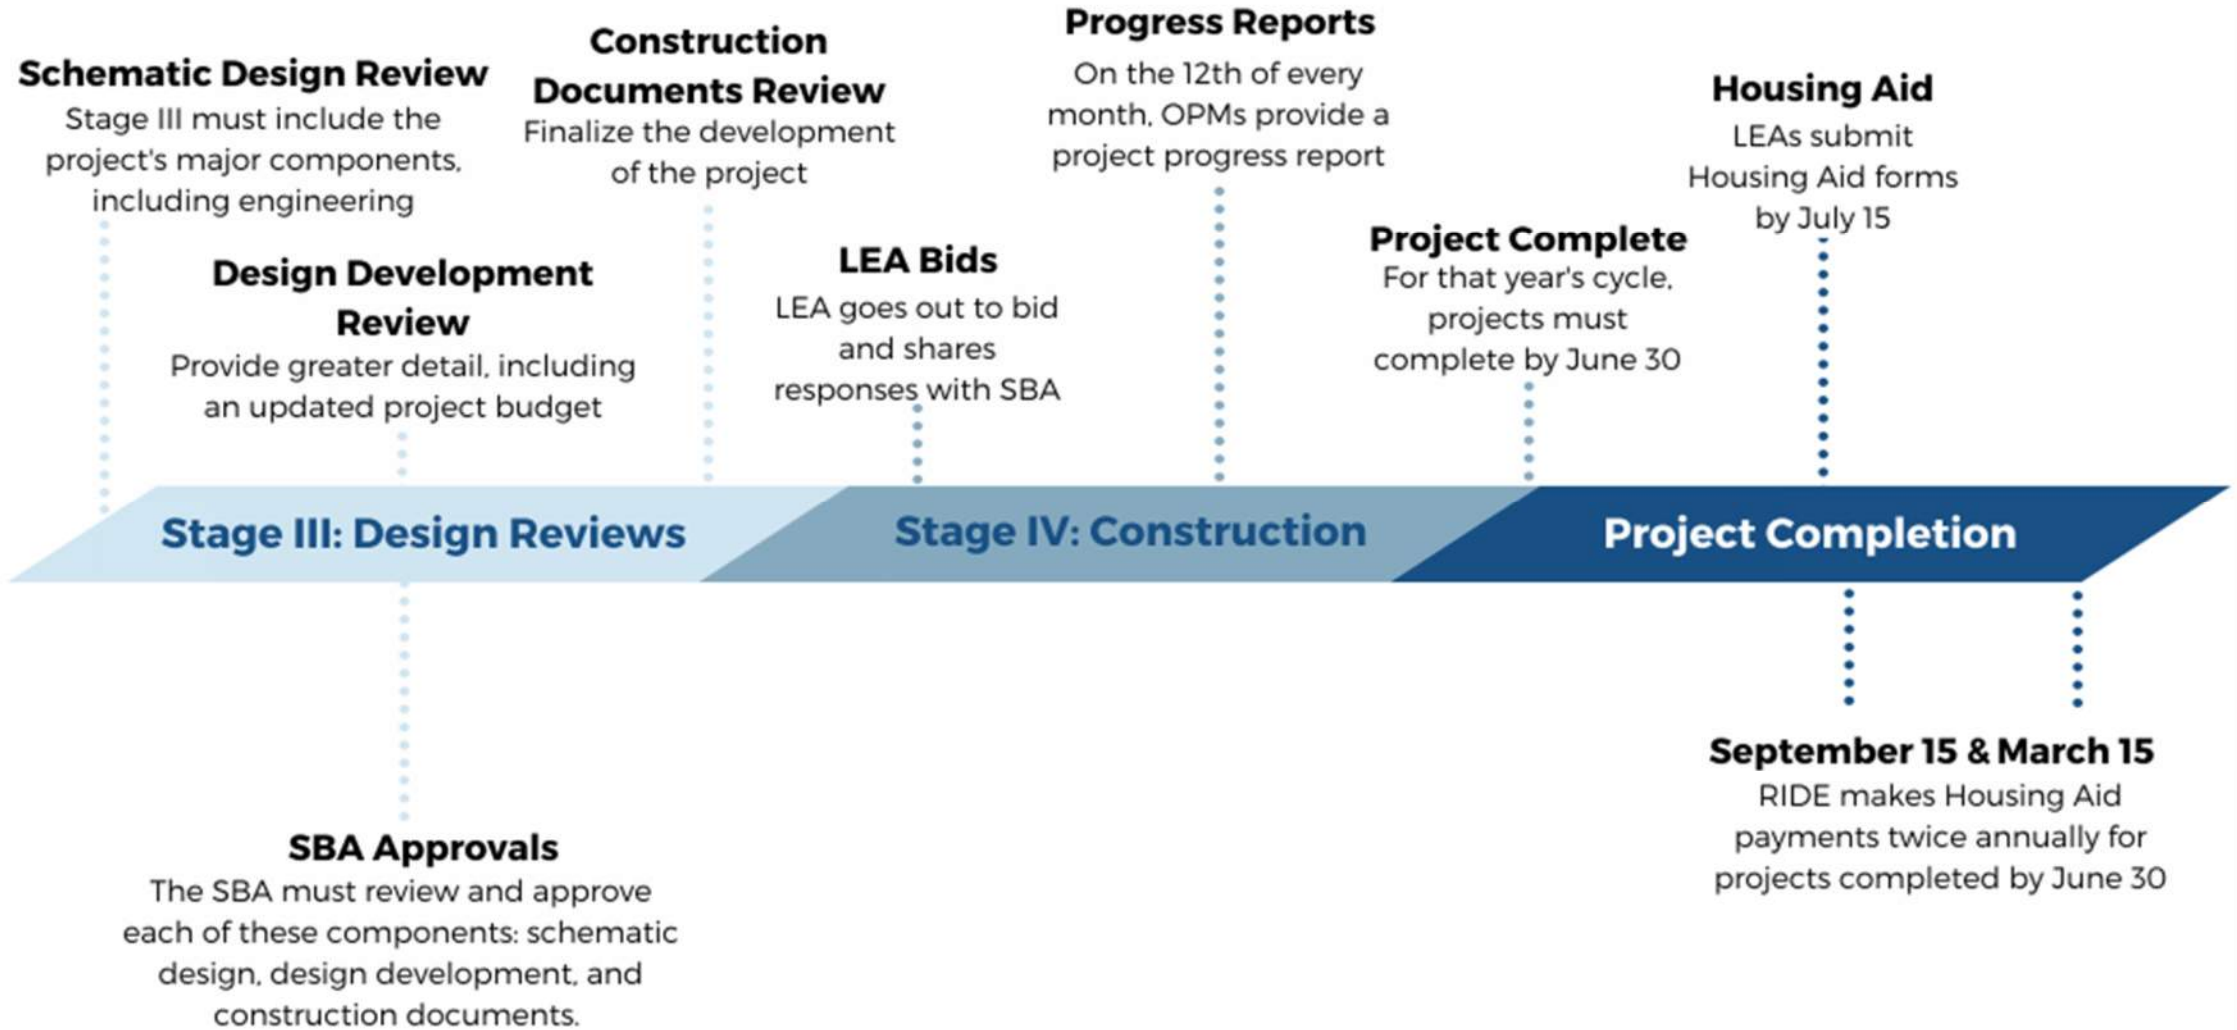 Schematic Design Review
Stage III must include the
project's major components,
including engineering
Design Development
Review
Provide greater detail, including
an updated project budget
Construction
Documents Review
Finalize the development
of the project
LEA Bids
LEA goes out to bid
and shares
responses with SBA
Progress Reports
On the 12th of every
month, OPMs provide a
project progress report
Project Complete
For that year's cycle,
projects must
complete by June 30
Housing Aid
LEAs submit
Housing Aid forms
by July 15
Stage III: Design Reviews
Stage IV: Construction
Project Completion
SBA Approvals
The SBA must review and approve
each of these components: schematic
design, design development, and
construction documents.
September 15 & March 15
RIDE makes Housing Aid
payments twice annually for
projects completed by June 30